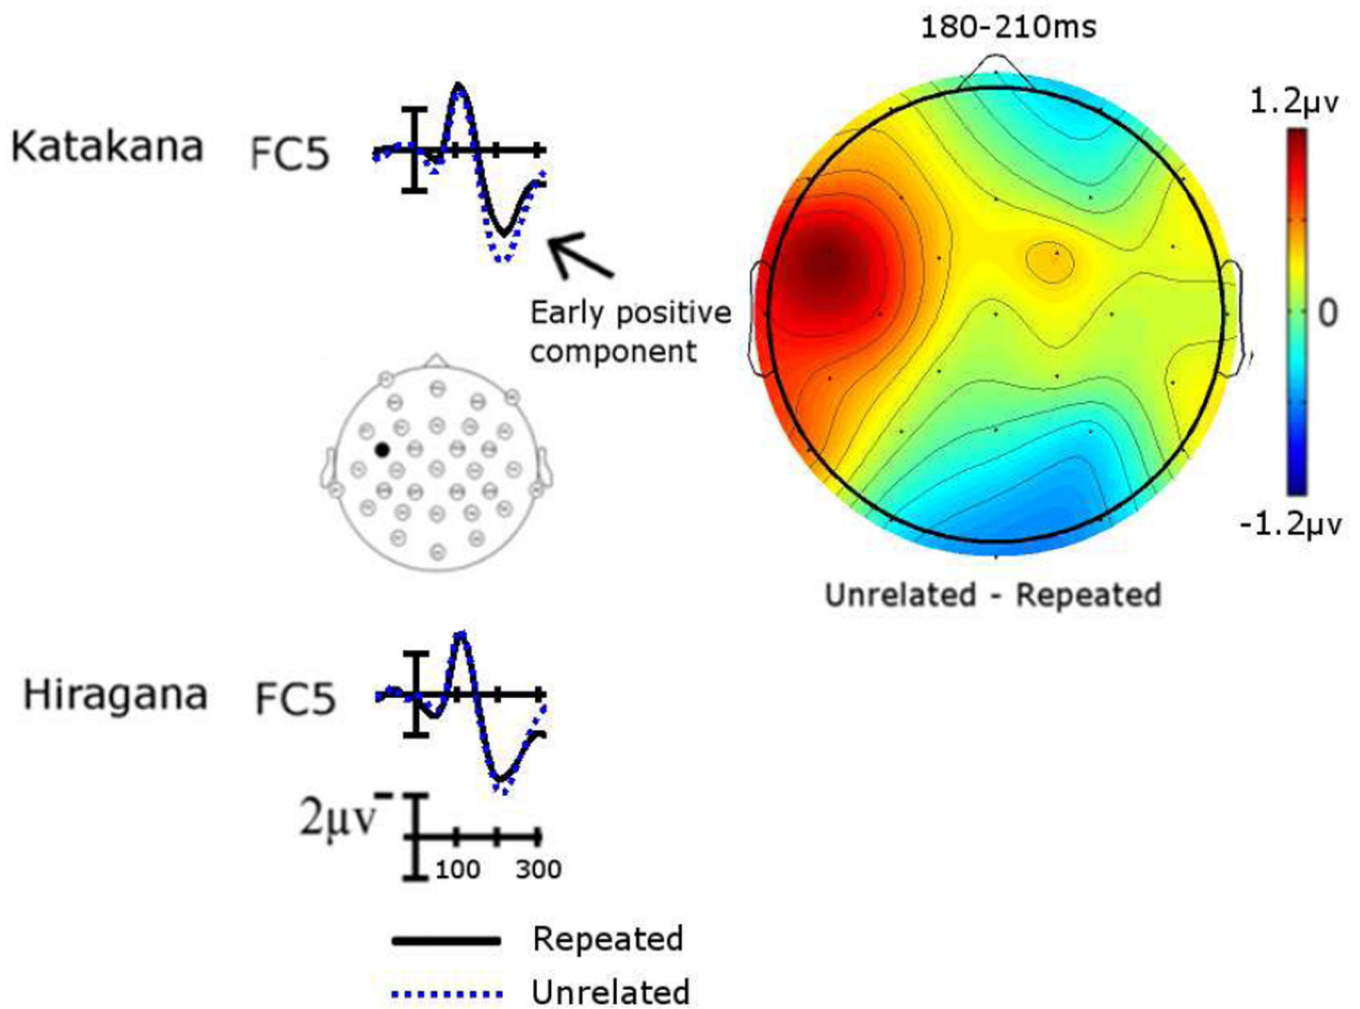 180-210ms
1.2μv
Katakana FC5
Early positive
component
0
-1.2μv
Unrelated - Repeated
Hiragana FC5
2μv-
100 300
Repeated
Unrelated